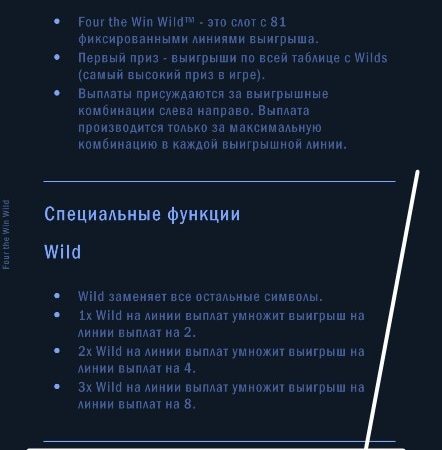 • Four the Win Wild™ - это слот с 81
фиксированными линиями выигрыша.
• Первый приз - выигрыши по всей таблице с Wilds
(самый высокий приз в игре).
• Выплаты присуждаются за выигрышные
комбинации слева направо. Выплата
производится только за максимальную
комбинацию в каждой выигрышной линии.
Four the Win Wild
Специальные функции
Wild
• Wild заменяет все остальные символы.
• 1x Wild на линии выплат умножит выигрыш на
линии выплат на 2.
• 2x Wild на линии выплат умножит выигрыш на
линии выплат на 4.
• 3x Wild на линии выплат умножит выигрыш на
линии выплат на 8.